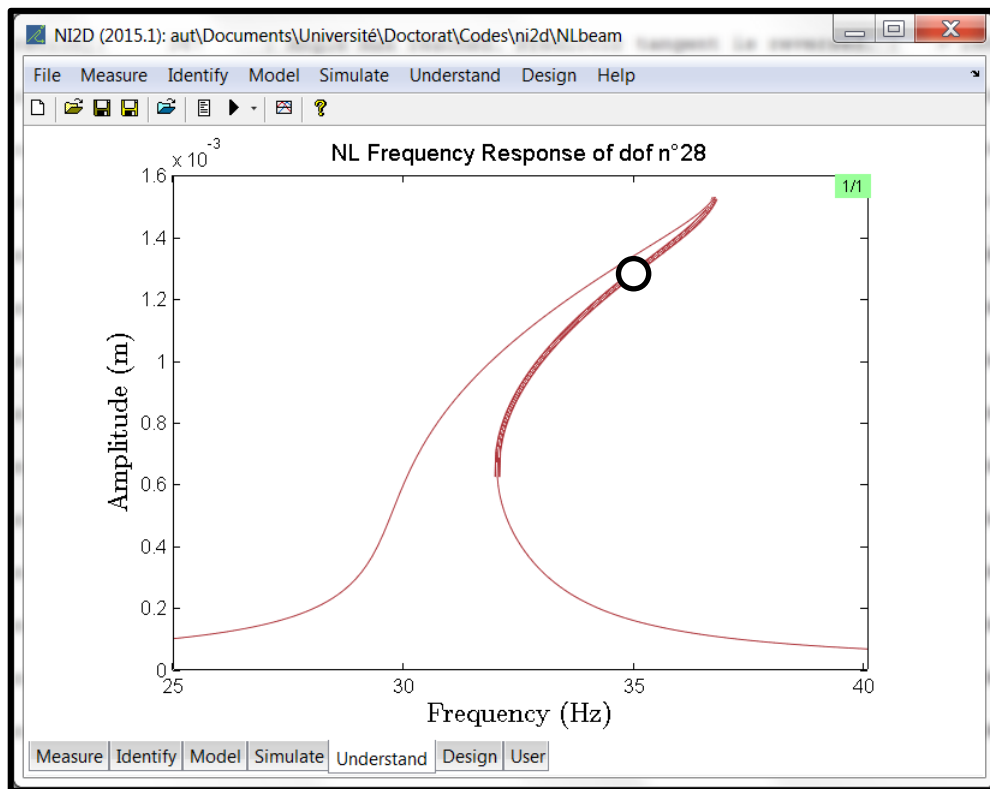 NI2D (2015.1): aut\Documents\Université\Doctorat\Codes\ni2d\NLbeam
File Measure Identify Model Simulate Understand Design Help
NL Frequency Response of dof n°28
x 10^-3
1/1
1.6
1.4
1.2
1
0.8
0.6
0.4
0.2
0
Amplitude (m)
25 30 35 40
Frequency (Hz)
Measure Identify Model Simulate Understand Design User